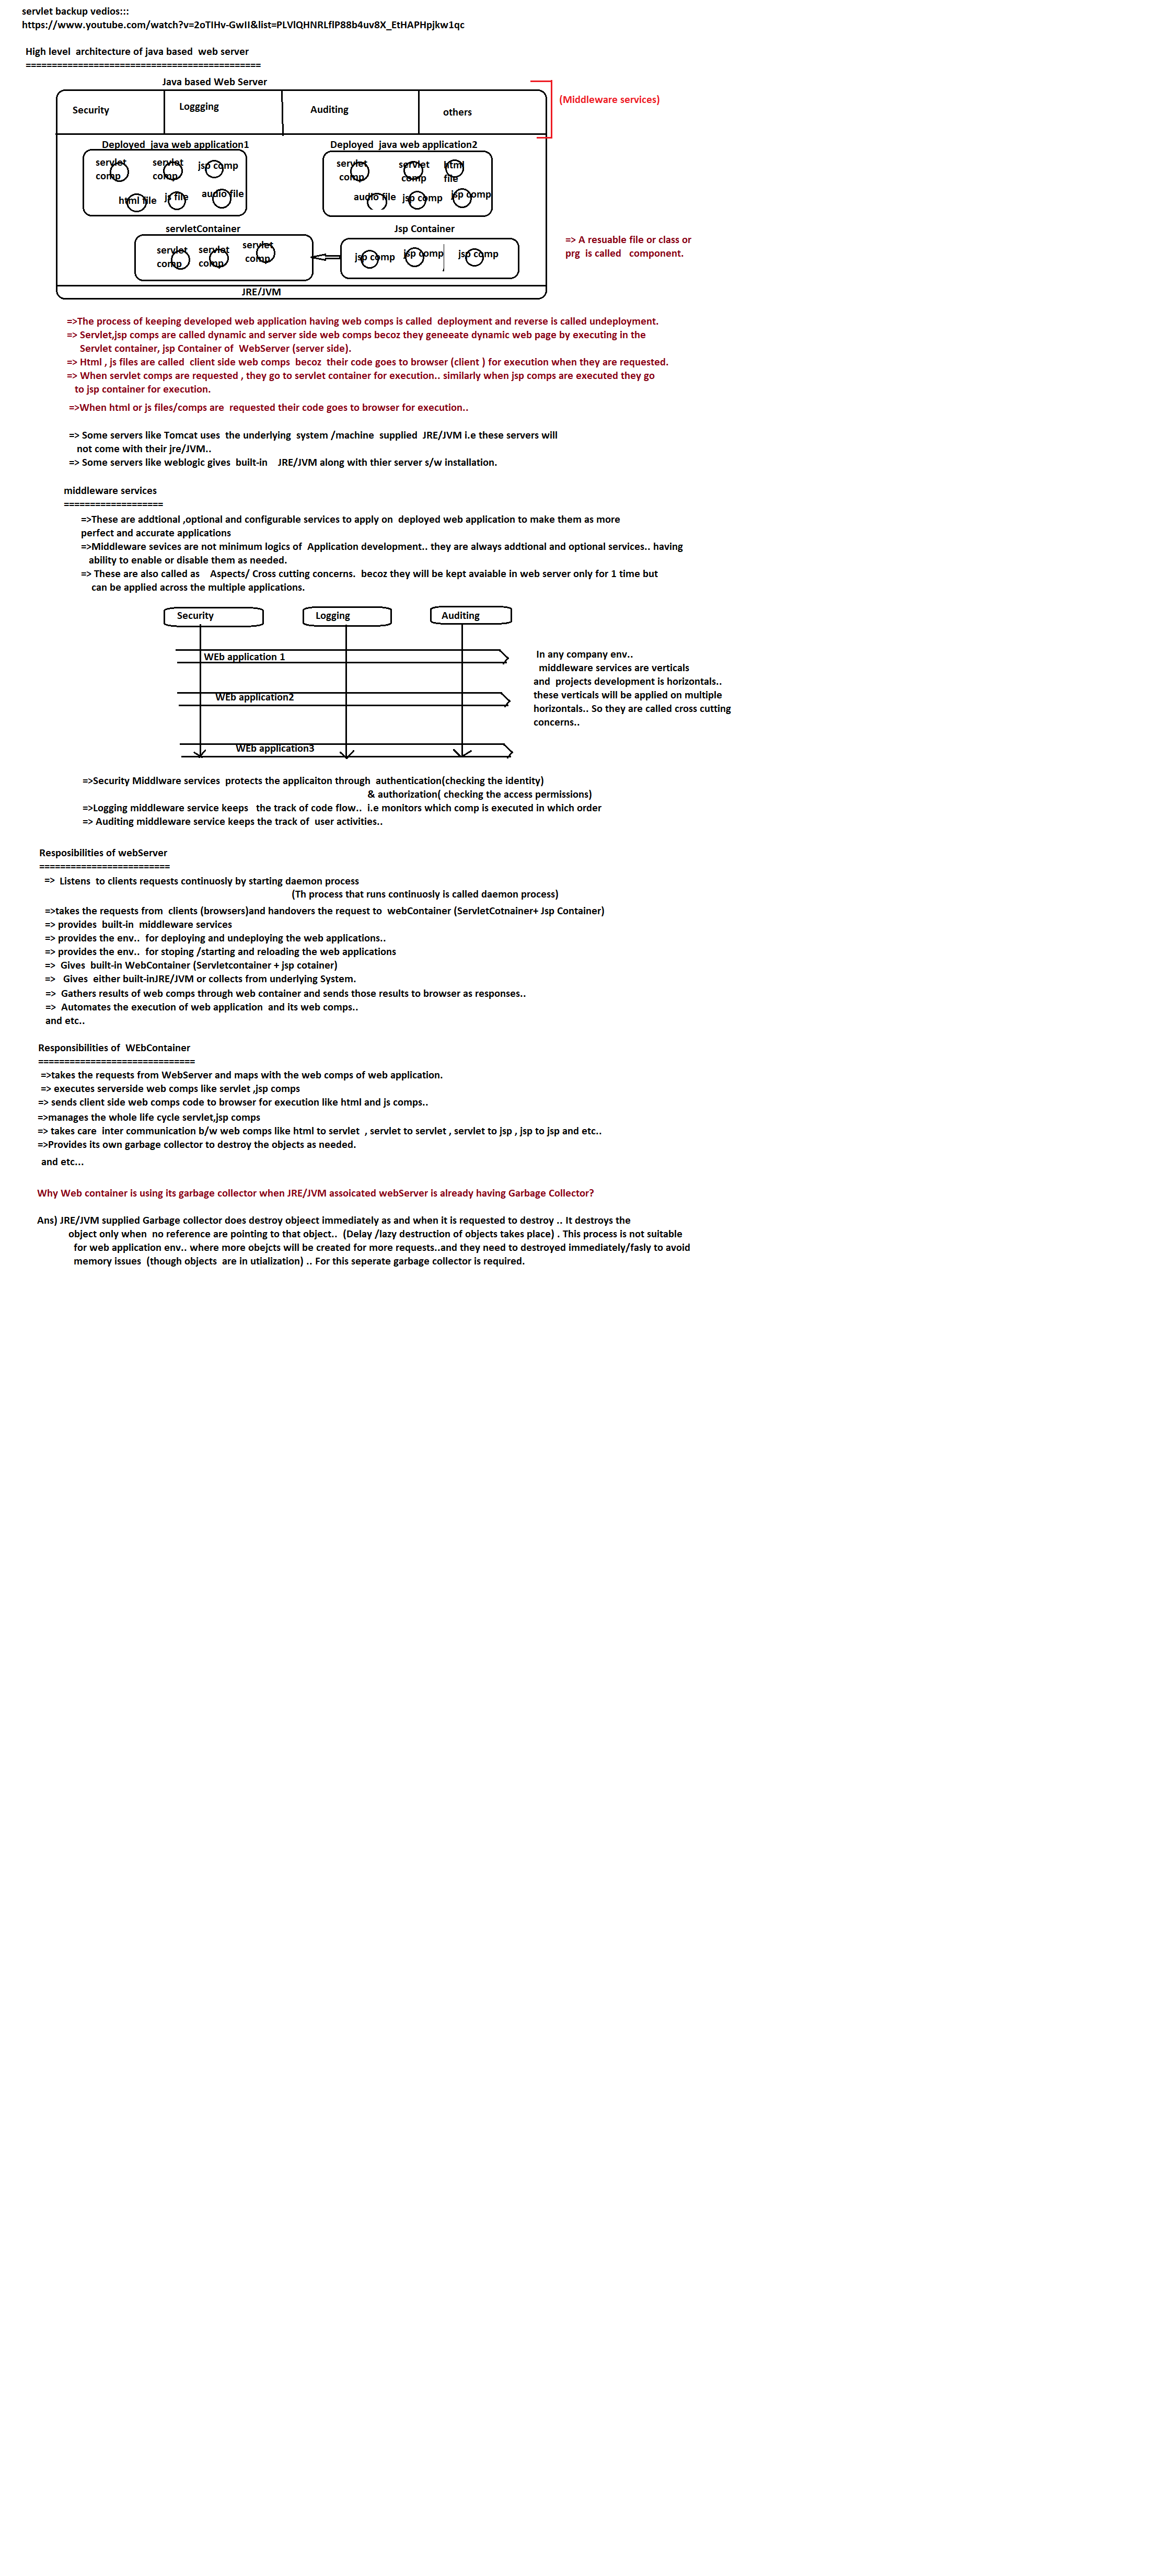 servlet backup vedios:::
https://www.youtube.com/watch?v=2oTIHv-GwII&list=PLVlQHNRLflP88b4uv8X_EtHAPHpjkw1qc
High level  architecture of java based  web server
=============================================
Java based Web Server
Security
Loggging
Auditing
others
(Middleware services)
Deployed  java web application1
Deployed  java web application2
servlet
comp
servlet
comp
jsp comp
html file
js file
audio file
servlet
comp
servlet
comp
html
file
audio file
jsp comp
jsp comp
servletContainer
Jsp Container
servlet
comp
servlet
comp
servlet
comp
jsp comp
jsp comp
jsp comp
=> A resuable file or class or
prg  is called   component.
JRE/JVM
=>The process of keeping developed web application having web comps is called  deployment and reverse is called undeployment.
=> Servlet,jsp comps are called dynamic and server side web comps becoz they geneeate dynamic web page by executing in the
Servlet container, jsp Container of  WebServer (server side).
=> Html , js files are called  client side web comps  becoz  their code goes to browser (client ) for execution when they are requested.
=> When servlet comps are requested , they go to servlet container for execution.. similarly when jsp comps are executed they go
to jsp container for execution.
=>When html or js files/comps are  requested their code goes to browser for execution..
=> Some servers like Tomcat uses  the underlying  system /machine  supplied  JRE/JVM i.e these servers will
not come with their jre/JVM..
=> Some servers like weblogic gives  built-in    JRE/JVM along with thier server s/w installation.
middleware services
===================
=>These are addtional ,optional and configurable services to apply on  deployed web application to make them as more
perfect and accurate applications
=>Middleware sevices are not minimum logics of  Application development.. they are always addtional and optional services.. having
ability to enable or disable them as needed.
=> These are also called as    Aspects/ Cross cutting concerns.  becoz they will be kept avaiable in web server only for 1 time but
can be applied across the multiple applications.
Security
Logging
Auditing
WEb application 1
WEb application2
WEb application3
In any company env..
middleware services are verticals
and  projects development is horizontals..
these verticals will be applied on multiple
horizontals.. So they are called cross cutting
concerns..
=>Security Middlware services  protects the applicaiton through  authentication(checking the identity)
& authorization( checking the access permissions)
=>Logging middleware service keeps   the track of code flow..  i.e monitors which comp is executed in which order
=> Auditing middleware service keeps the track of  user activities..
Resposibilities of webServer
=========================
=>  Listens  to clients requests continuosly by starting daemon process
(Th process that runs continuosly is called daemon process)
=>takes the requests from  clients (browsers)and handovers the request to  webContainer (ServletCotnainer+ Jsp Container)
=> provides  built-in  middleware services
=> provides the env..  for deploying and undeploying the web applications..
=> provides the env..  for stoping /starting and reloading the web applications
=>  Gives  built-in WebContainer (Servletcontainer + jsp cotainer)
=>   Gives  either built-inJRE/JVM or collects from underlying System.
=>  Gathers results of web comps through web container and sends those results to browser as responses..
=>  Automates the execution of web application  and its web comps..
and etc..
Responsibilities of  WEbContainer
==============================
=>takes the requests from WebServer and maps with the web comps of web application.
=> executes serverside web comps like servlet ,jsp comps
=> sends client side web comps code to browser for execution like html and js comps..
=>manages the whole life cycle servlet,jsp comps
=> takes care  inter communication b/w web comps like html to servlet  , servlet to servlet , servlet to jsp , jsp to jsp and etc..
=>Provides its own garbage collector to destroy the objects as needed.
and etc...
Why Web container is using its garbage collector when JRE/JVM assoicated webServer is already having Garbage Collector?
Ans) JRE/JVM supplied Garbage collector does destroy objeect immediately as and when it is requested to destroy .. It destroys the
object only when  no reference are pointing to that object..  (Delay /lazy destruction of objects takes place) . This process is not suitable
for web application env.. where more obejcts will be created for more requests..and they need to destroyed immediately/fasly to avoid
memory issues  (though objects  are in utialization) .. For this seperate garbage collector is required.